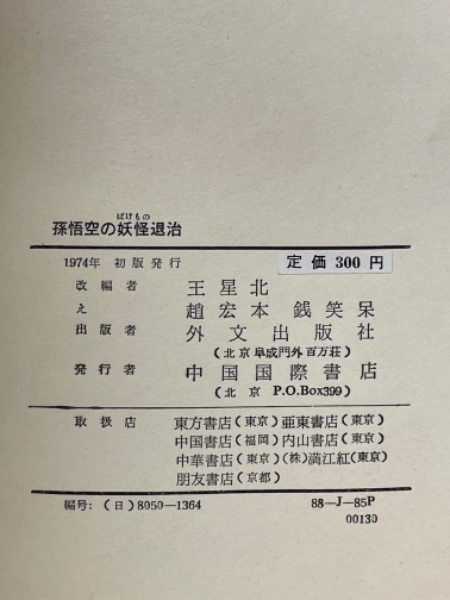 ばけもの
孫悟空の妖怪退治
1974年 初版発行 定価 300 円
改編者 王星北
え 趙宏本 銭笑呆
出版者 外文出版社
(北京阜成門外百万荘)
発行者 中国国際書店
(北京 P.O.Box399)
取扱店 東方書店(東京)亜東書店(東京)
中国書店(福岡)内山書店(東京)
中華書店(東京)(株)満江紅(東京)
朋友書店(京都)
編号:(日)8050—1364 88—J—85P
00130